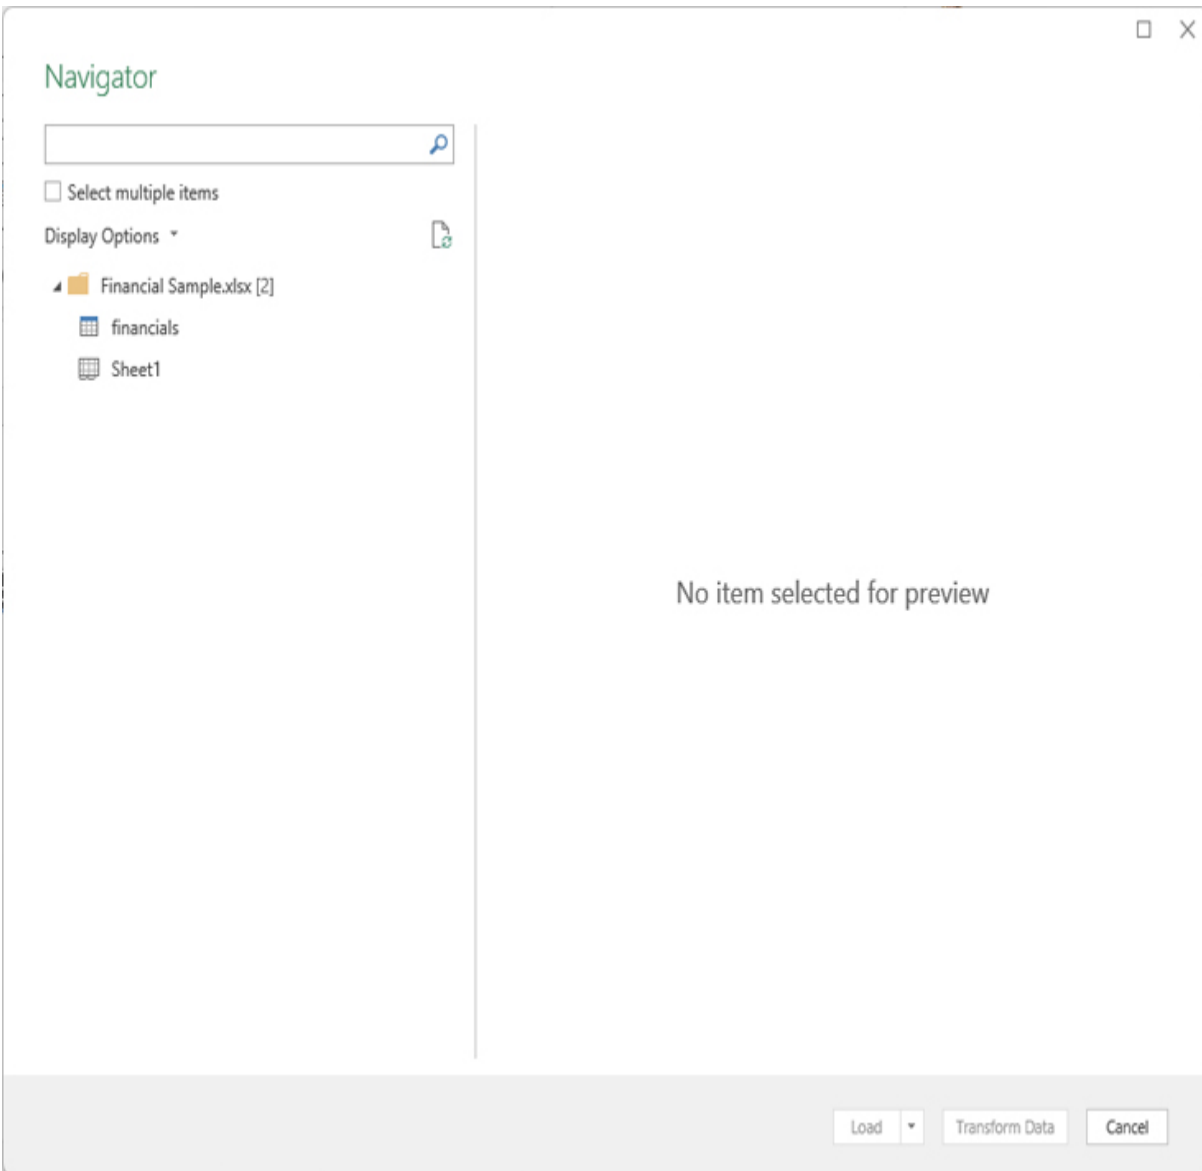 Navigator
Select multiple items
Display Options
Financial Sample.xlsx [2]
financials
Sheet1
No item selected for preview
Load
Transform Data
Cancel